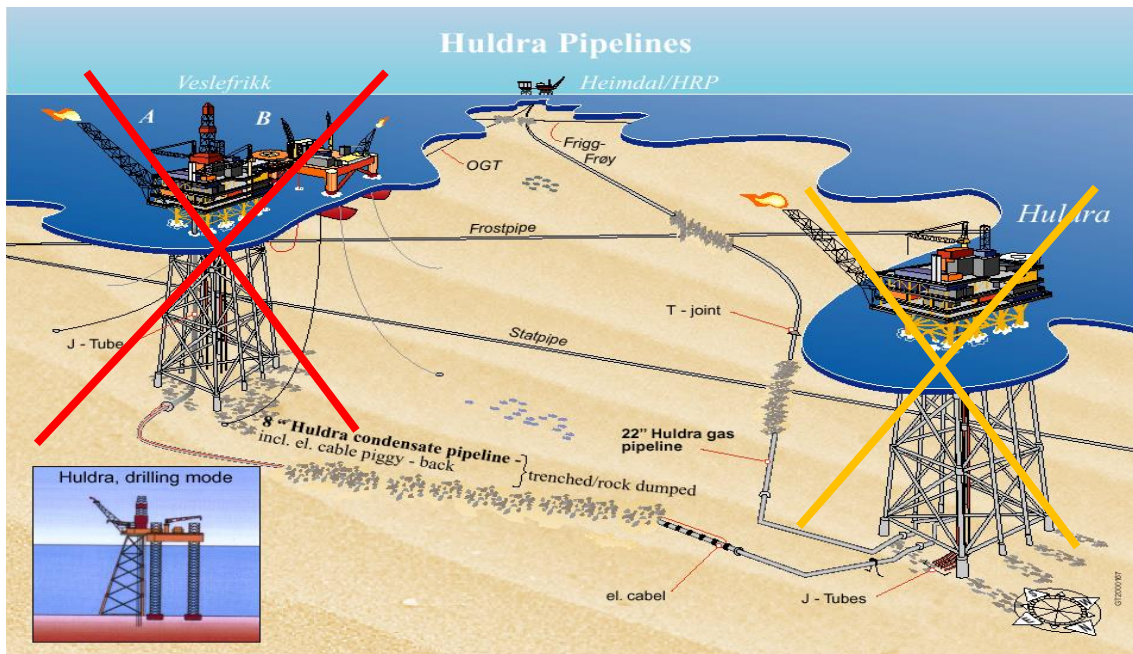 Huldra Pipelines
Veslefrikk
Heimdal/HRP
A
B
Frigg-
Frøy
OGT
Huldra
Frostpipe
T - joint
J - Tube
Statpipe
8 “ Huldra condensate pipeline -
incl. el. cable piggy - back
trenched/rock dumped
22” Huldra gas
pipeline
Huldra, drilling mode
el. cabel
J - Tubes
GT2000167